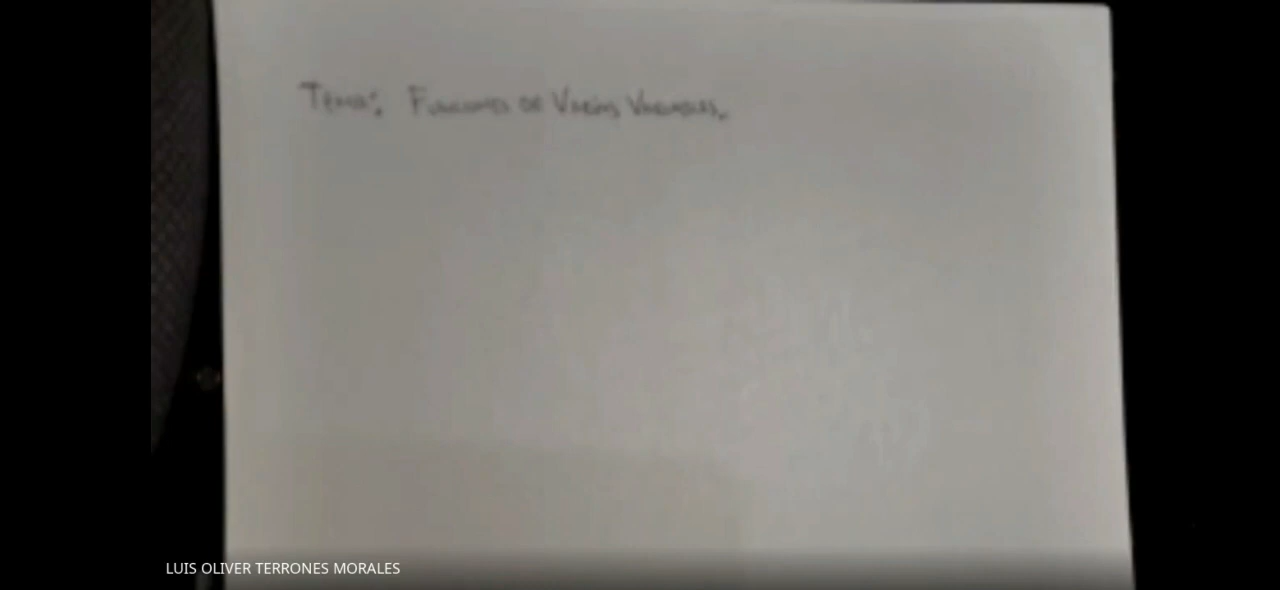 Tema: Funciones de Varias Variables.
LUIS OLIVER TERRONES MORALES